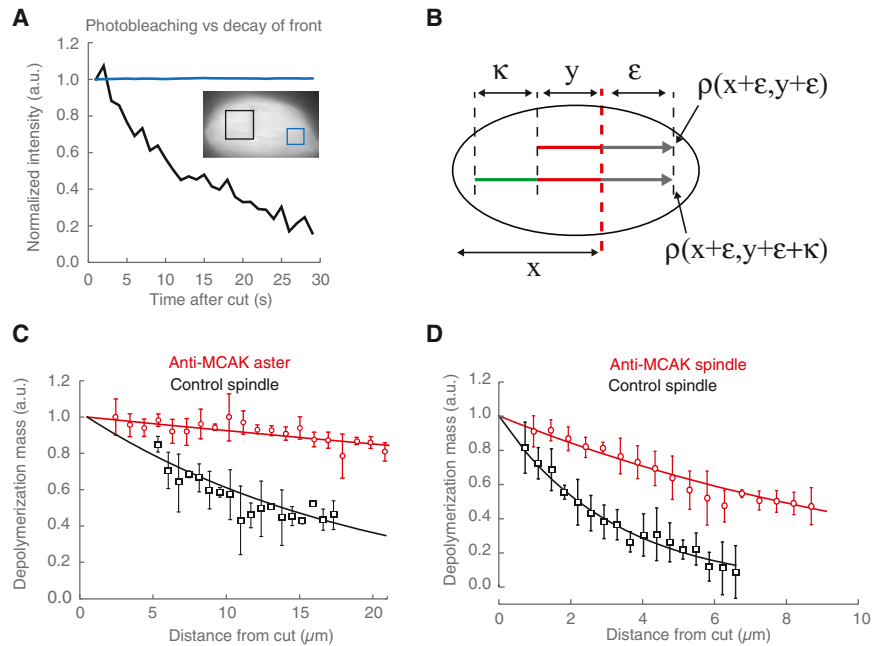 A
Photobleaching vs decay of front
Normalized intensity (a.u.)
1.2
1.0
0.8
0.6
0.4
0.2
0.0
0 5 10 15 20 25 30
Time after cut (s)
B
κ y ε
ρ(x+ε,y+ε)
x
ρ(x+ε,y+ε+κ)
C
Anti-MCAK aster
Control spindle
Depolymerization mass (a.u.)
1.2
1.0
0.8
0.6
0.4
0.2
0.0
0 5 10 15 20
Distance from cut (μm)
D
Anti-MCAK spindle
Control spindle
Depolymerization mass (a.u.)
1.2
1.0
0.8
0.6
0.4
0.2
0.0
0 2 4 6 8 10
Distance from cut (μm)